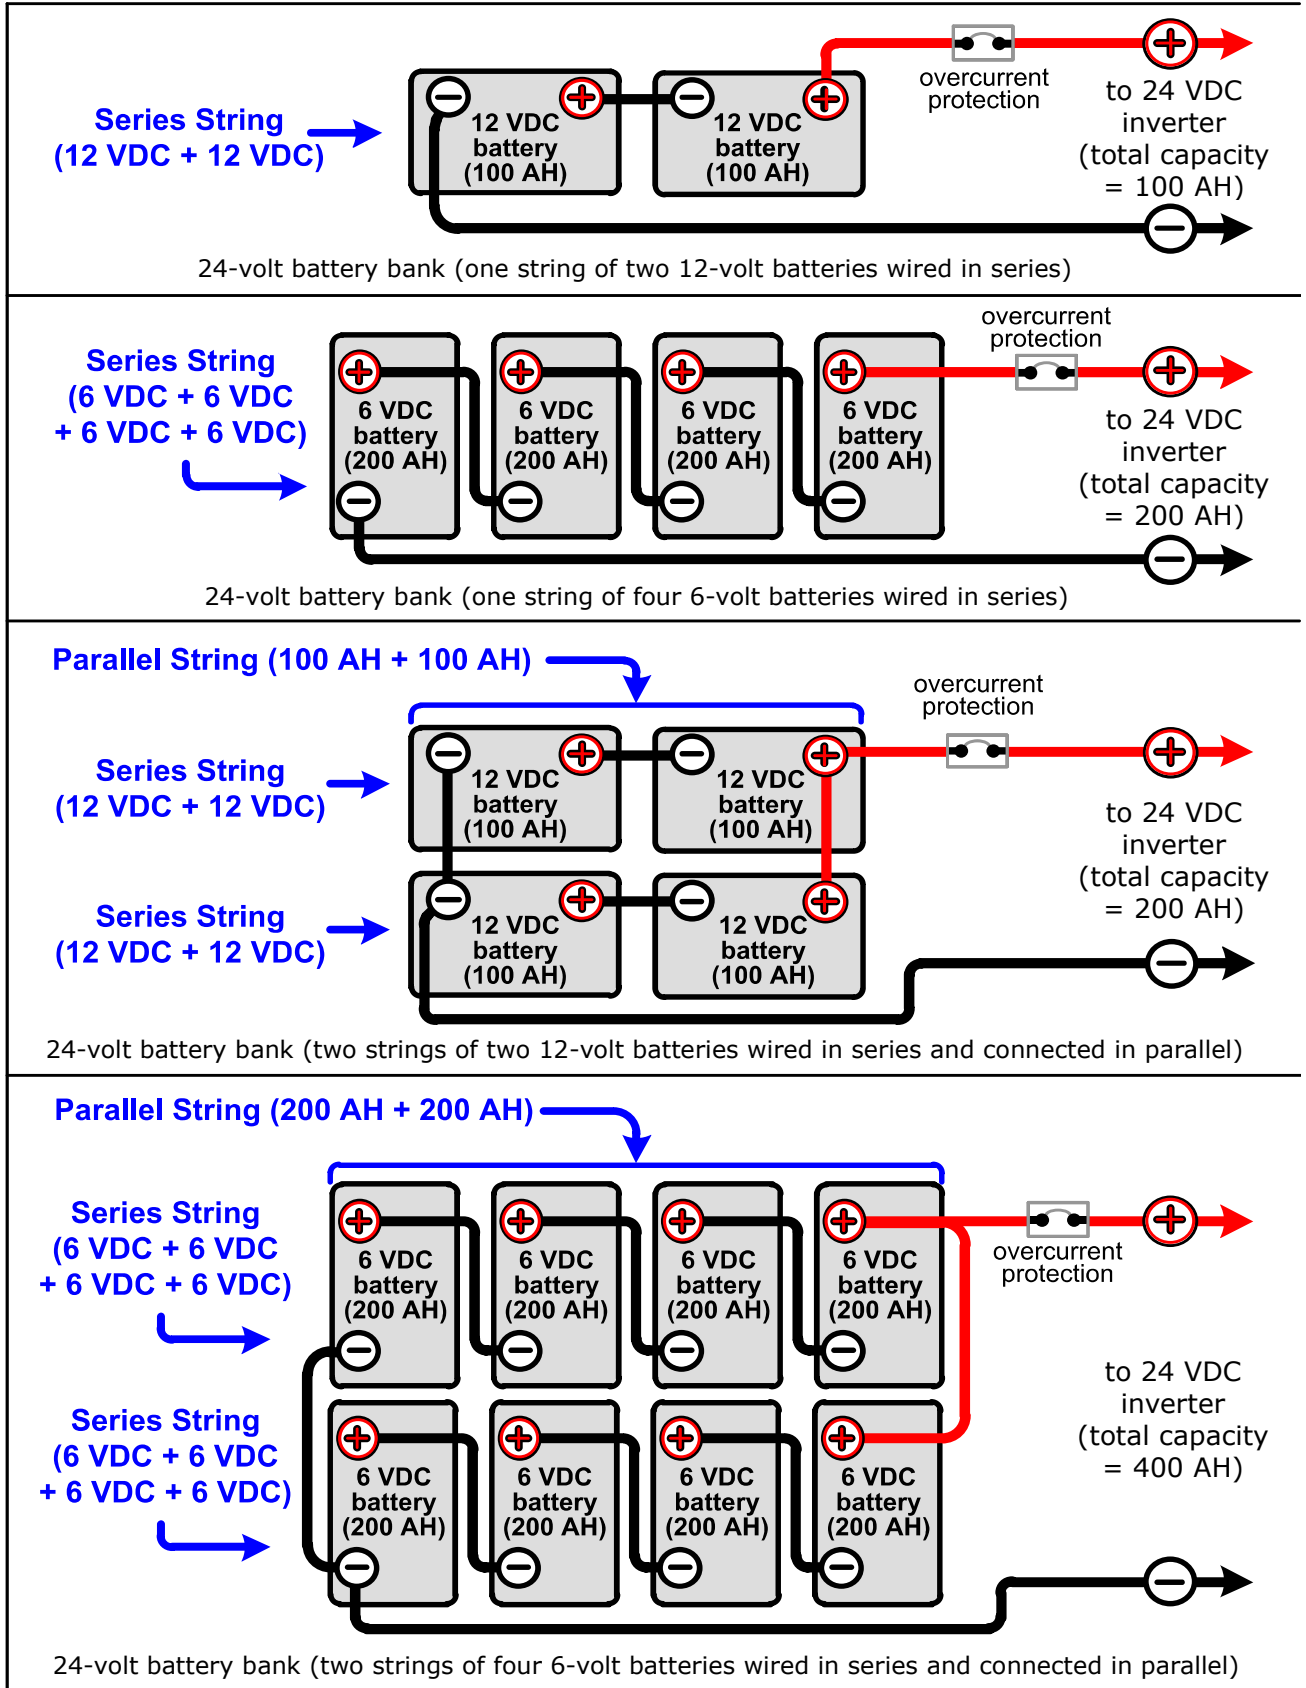 overcurrent
protection
Series String
(12 VDC + 12 VDC)
12 VDC
battery
(100 AH)
12 VDC
battery
(100 AH)
to 24 VDC
inverter
(total capacity
= 100 AH)
24-volt battery bank (one string of two 12-volt batteries wired in series)
overcurrent
protection
Series String
(6 VDC + 6 VDC
+ 6 VDC + 6 VDC)
6 VDC
battery
(200 AH)
6 VDC
battery
(200 AH)
6 VDC
battery
(200 AH)
6 VDC
battery
(200 AH)
to 24 VDC
inverter
(total capacity
= 200 AH)
24-volt battery bank (one string of four 6-volt batteries wired in series)
Parallel String (100 AH + 100 AH)
overcurrent
protection
Series String
(12 VDC + 12 VDC)
12 VDC
battery
(100 AH)
12 VDC
battery
(100 AH)
to 24 VDC
inverter
(total capacity
= 200 AH)
Series String
(12 VDC + 12 VDC)
12 VDC
battery
(100 AH)
12 VDC
battery
(100 AH)
24-volt battery bank (two strings of two 12-volt batteries wired in series and connected in parallel)
Parallel String (200 AH + 200 AH)
Series String
(6 VDC + 6 VDC
+ 6 VDC + 6 VDC)
6 VDC
battery
(200 AH)
6 VDC
battery
(200 AH)
6 VDC
battery
(200 AH)
6 VDC
battery
(200 AH)
overcurrent
protection
to 24 VDC
inverter
(total capacity
= 400 AH)
Series String
(6 VDC + 6 VDC
+ 6 VDC + 6 VDC)
6 VDC
battery
(200 AH)
6 VDC
battery
(200 AH)
6 VDC
battery
(200 AH)
6 VDC
battery
(200 AH)
24-volt battery bank (two strings of four 6-volt batteries wired in series and connected in parallel)